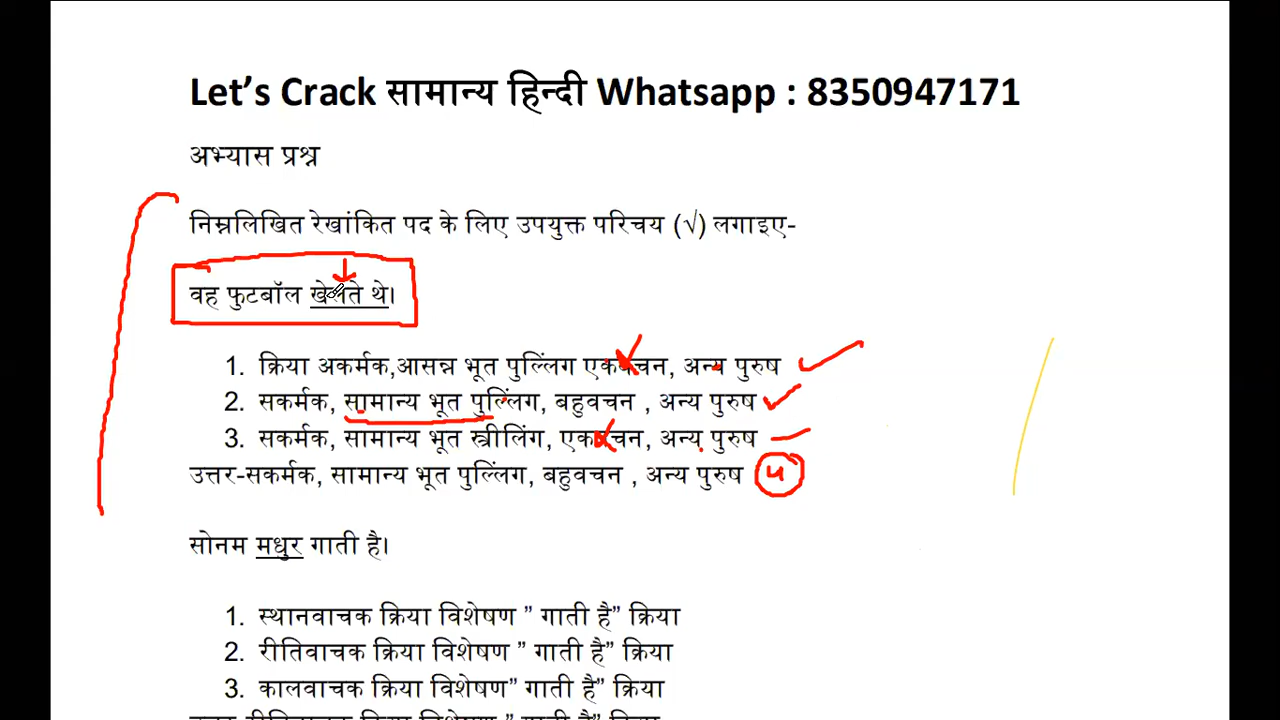 Let's Crack सामान्य हिन्दी Whatsapp : 8350947171
अभ्यास प्रश्न
निम्नलिखित रेखांकित पद के लिए उपयुक्त परिचय (√) लगाइए-
वह फुटबॉल खेलते थे।
1. क्रिया अकर्मक,आसन्न भूत पुल्लिंग एकवचन, अन्य पुरुष
2. सकर्मक, सामान्य भूत पुल्लिंग, बहुवचन , अन्य पुरुष
3. सकर्मक, सामान्य भूत स्त्रीलिंग, एकवचन, अन्य पुरुष
उत्तर-सकर्मक, सामान्य भूत पुल्लिंग, बहुवचन , अन्य पुरुष
सोनम मधुर गाती है।
1. स्थानवाचक क्रिया विशेषण ” गाती है” क्रिया
2. रीतिवाचक क्रिया विशेषण ” गाती है” क्रिया
3. कालवाचक क्रिया विशेषण” गाती है” क्रिया